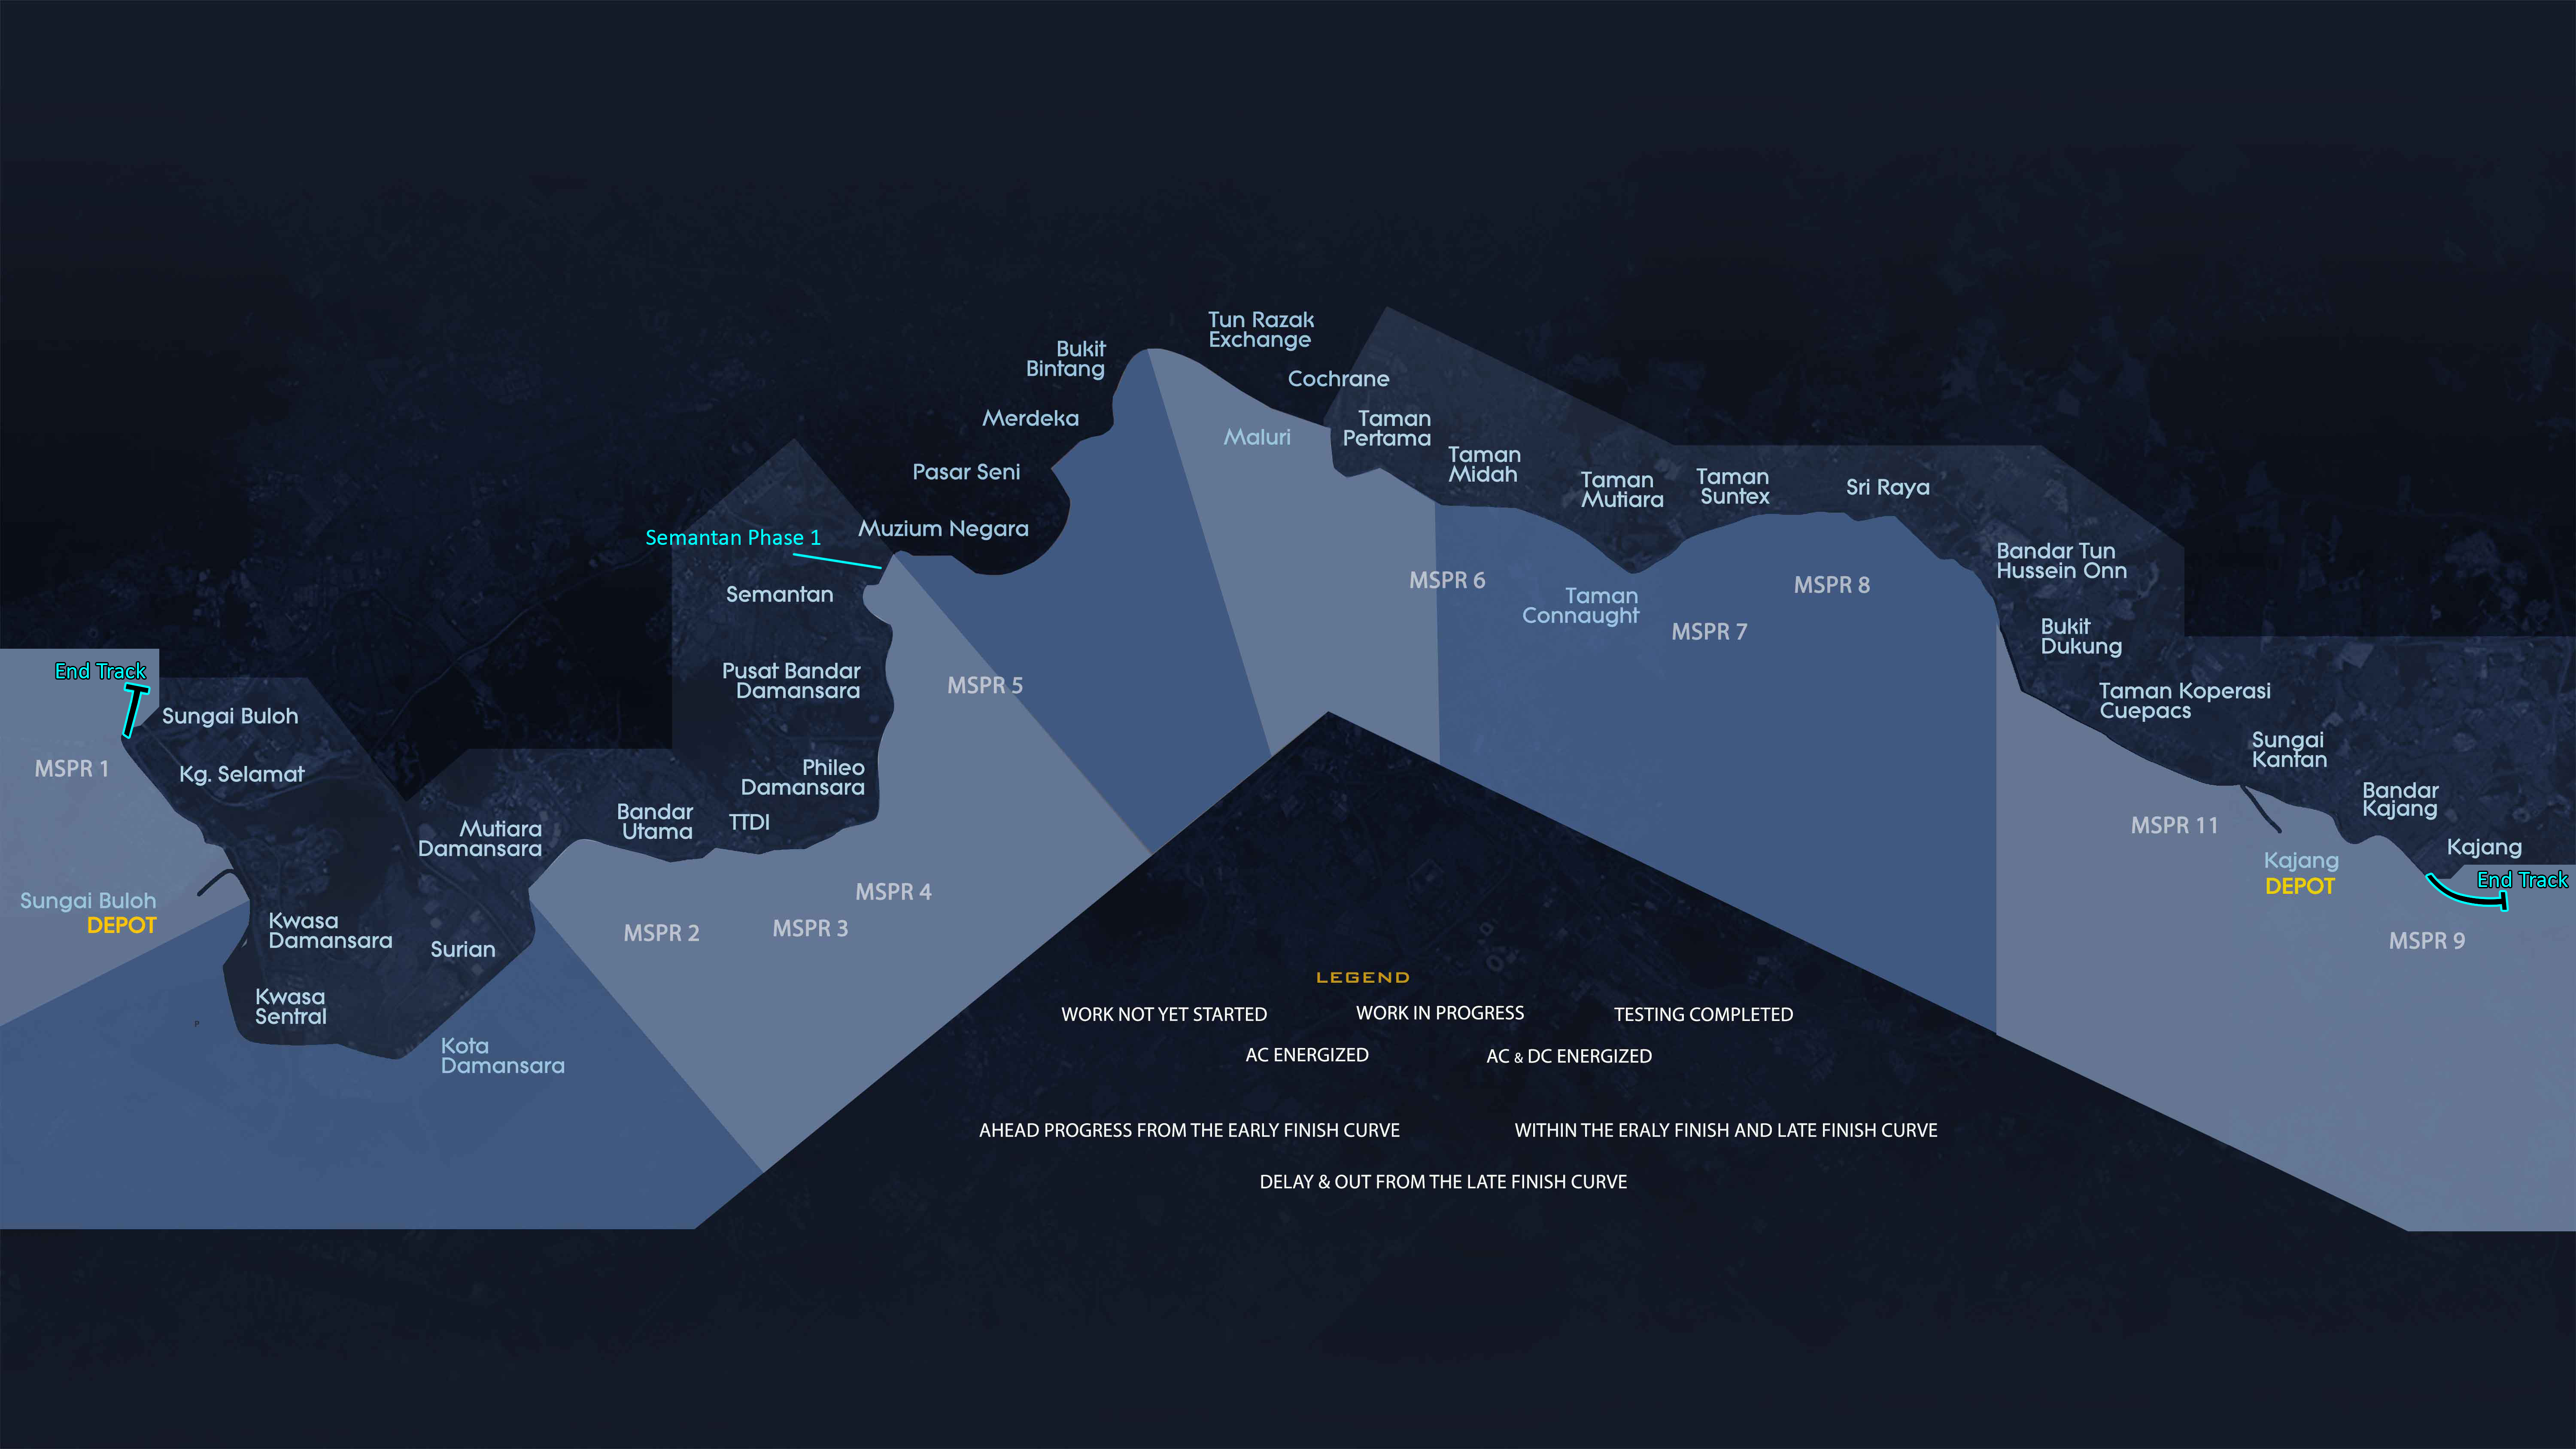 Tun Razak
Exchange
Bukit
Bintang
Cochrane
Merdeka
Maluri
Taman
Pertama
Taman
Midah
Pasar Seni
Taman
Mutiara
Taman
Suntex
Sri Raya
Muzium Negara
Semantan Phase 1
Semantan
Bandar Tun
Hussein Onn
MSPR 6
MSPR 8
Taman
Connaught
MSPR 7
Bukit
Dukung
End Track
Pusat Bandar
Damansara
MSPR 5
Taman Koperasi
Cuepacs
Sungai Buloh
Sungai
Kantan
MSPR 1
Kg. Selamat
Phileo
Damansara
Bandar
Kajang
Bandar
Utama
TTDI
Mutiara
Damansara
MSPR 11
Kajang
Kajang
DEPOT
End Track
MSPR 4
Sungai Buloh
DEPOT
Kwasa
Damansara
Surian
MSPR 2
MSPR 3
MSPR 9
Kwasa
Sentral
P
Kota
Damansara
LEGEND
WORK NOT YET STARTED
WORK IN PROGRESS
TESTING COMPLETED
AC ENERGIZED
AC & DC ENERGIZED
AHEAD PROGRESS FROM THE EARLY FINISH CURVE
WITHIN THE ERALY FINISH AND LATE FINISH CURVE
DELAY & OUT FROM THE LATE FINISH CURVE